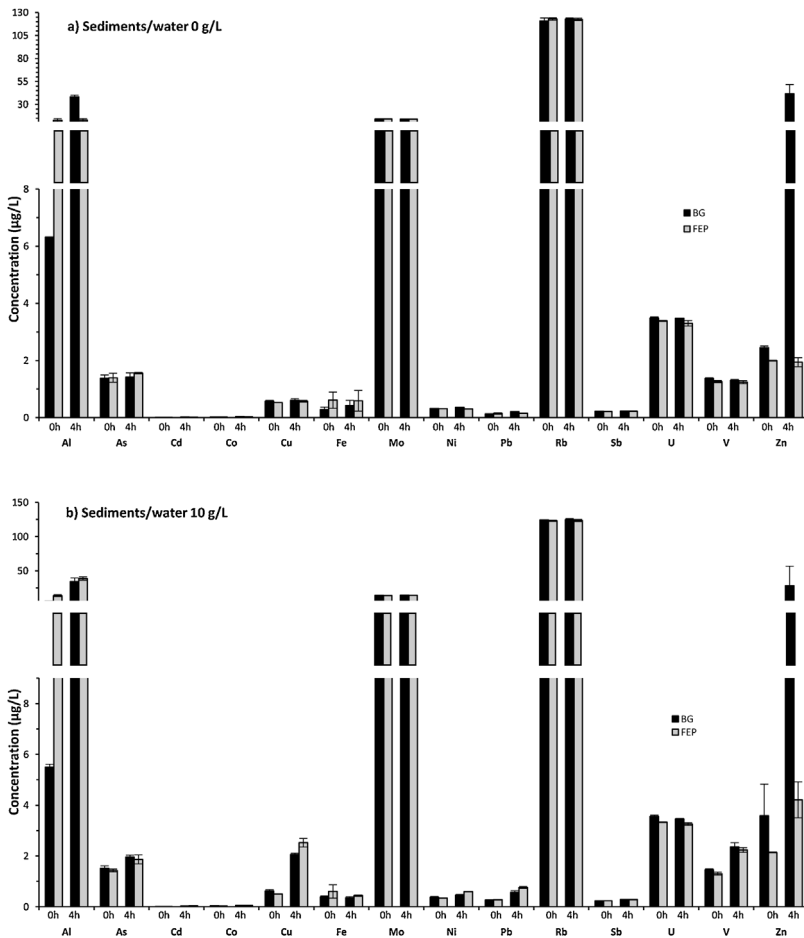 a) Sediments/water 0 g/L
130
105
80
55
30
8
6
4
2
0
Concentration (µg/L)
BG
FEP
0h 4h 0h 4h 0h 4h 0h 4h 0h 4h 0h 4h 0h 4h 0h 4h 0h 4h 0h 4h 0h 4h 0h 4h 0h 4h 0h 4h
Al As Cd Co Cu Fe Mo Ni Pb Rb Sb U V Zn
b) Sediments/water 10 g/L
150
100
50
8
6
4
2
0
Concentration (µg/L)
BG
FEP
0h 4h 0h 4h 0h 4h 0h 4h 0h 4h 0h 4h 0h 4h 0h 4h 0h 4h 0h 4h 0h 4h 0h 4h 0h 4h 0h 4h
Al As Cd Co Cu Fe Mo Ni Pb Rb Sb U V Zn